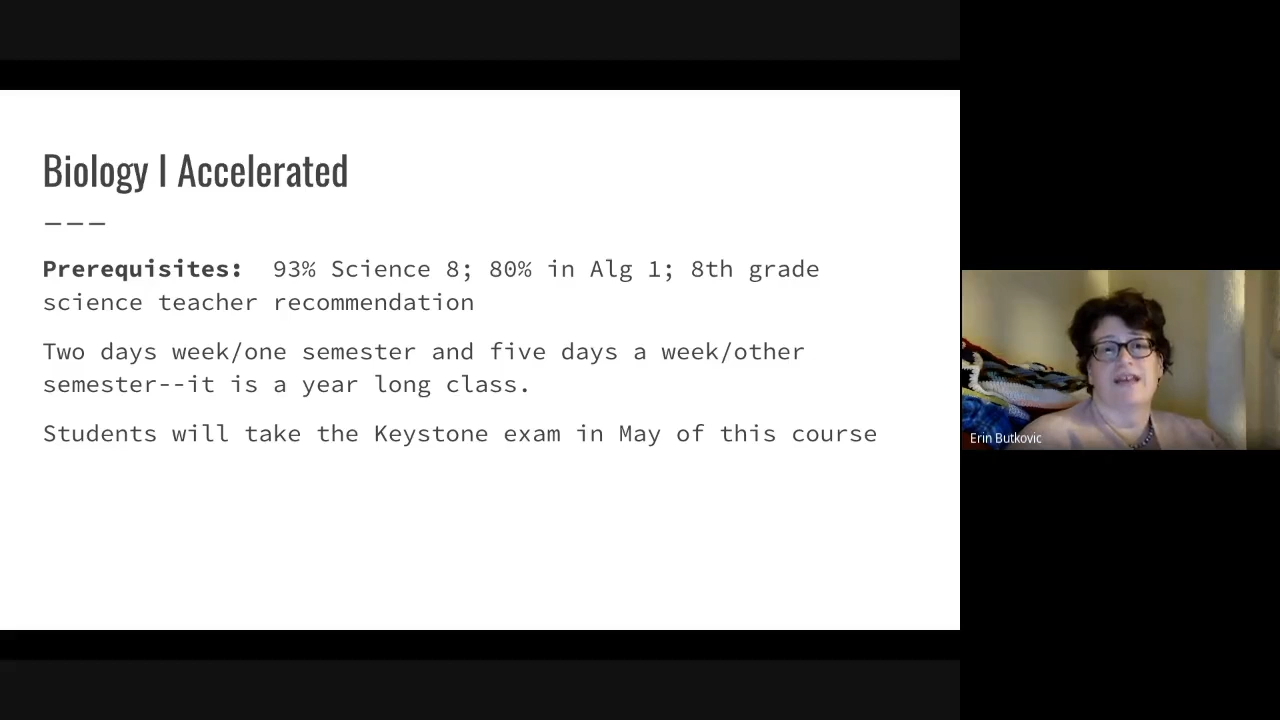 Biology I Accelerated
———
Prerequisites: 93% Science 8; 80% in Alg 1; 8th grade
science teacher recommendation
Two days week/one semester and five days a week/other
semester--it is a year long class.
Students will take the Keystone exam in May of this course
Erin Butkovic